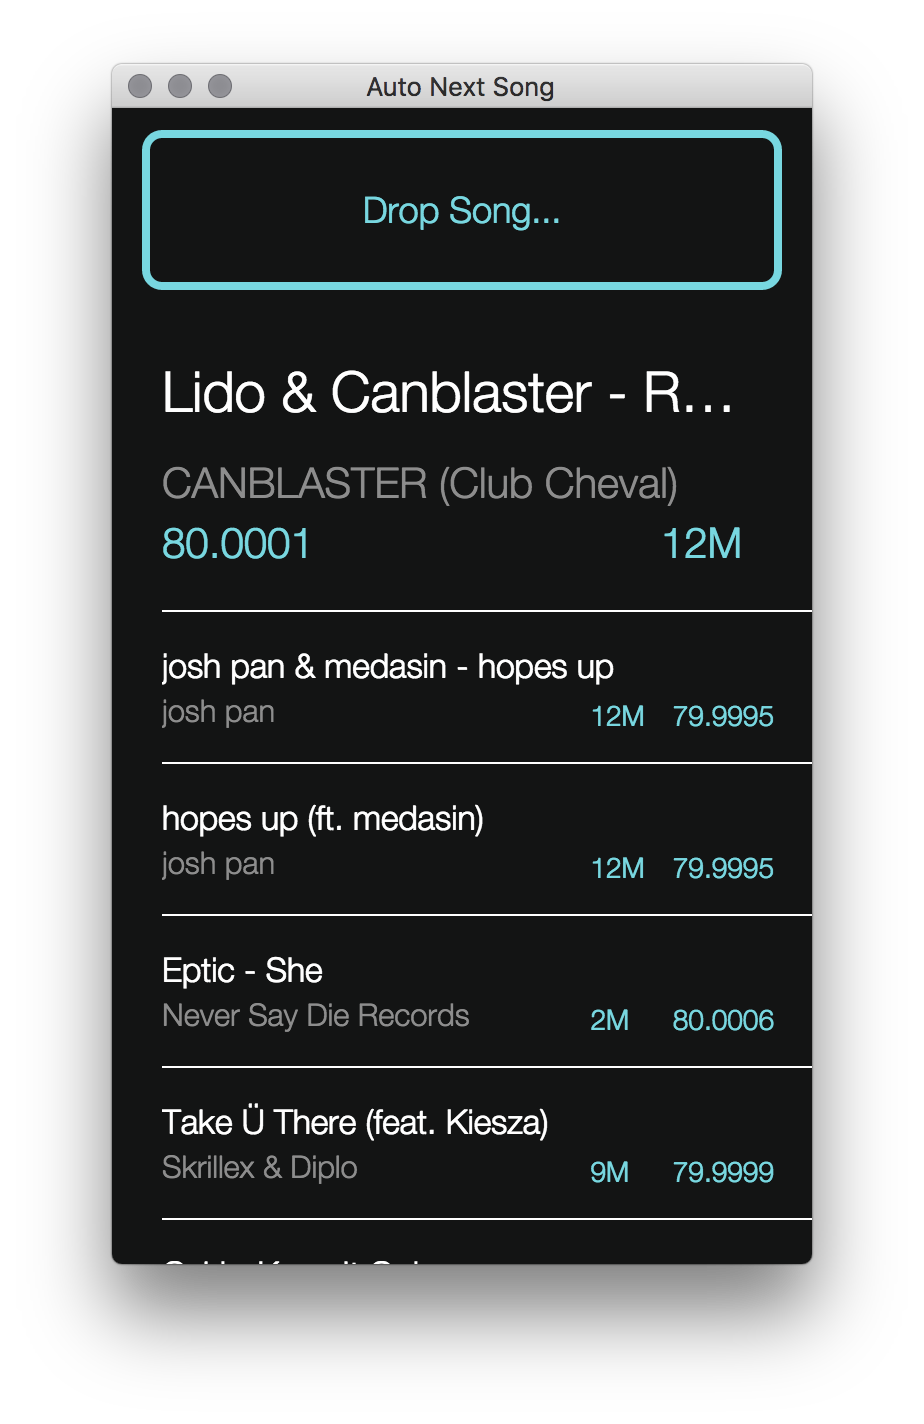 Auto Next Song
Drop Song...
Lido & Canblaster - R...
CANBLASTER (Club Cheval)
80.0001 12M
josh pan & medasin - hopes up
josh pan 12M 79.9995
hopes up (ft. medasin)
josh pan 12M 79.9995
Eptic - She
Never Say Die Records 2M 80.0006
Take Ü There (feat. Kiesza)
Skrillex & Diplo 9M 79.9999